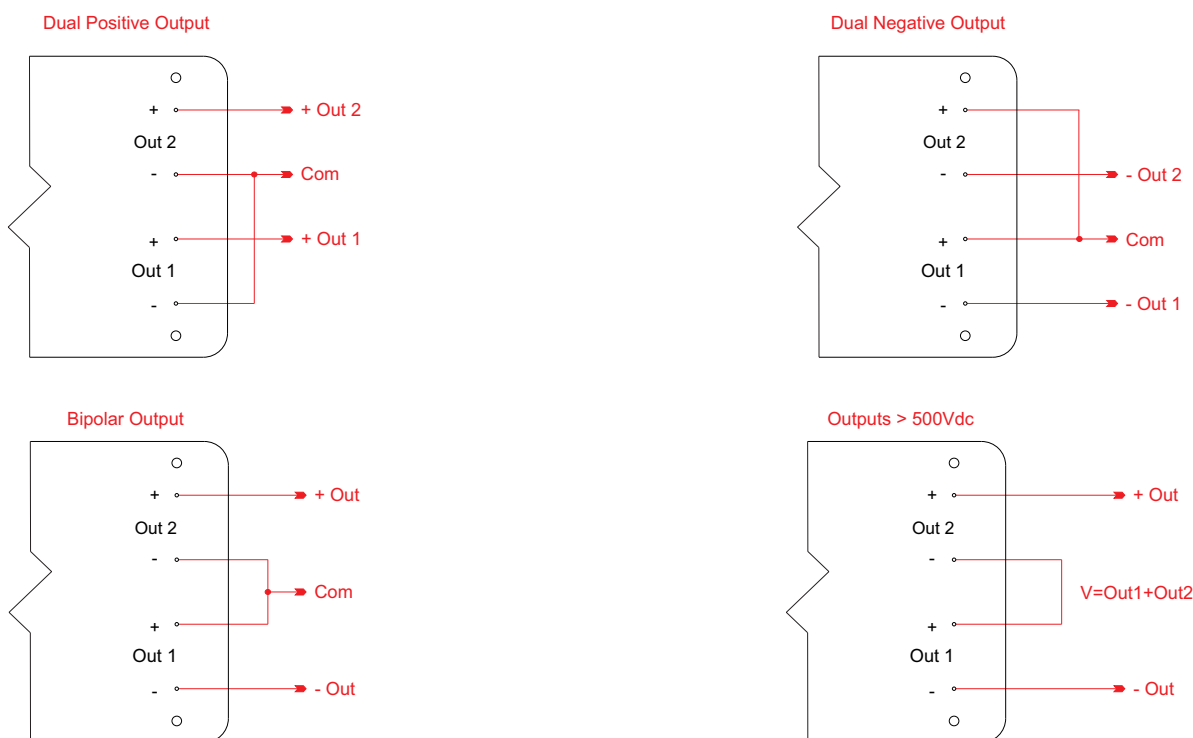 Dual Positive Output
+
+ Out 2
Out 2
-
Com
+
+ Out 1
Out 1
-
Dual Negative Output
+
Out 2
-
- Out 2
+
Com
Out 1
-
- Out 1
Bipolar Output
+
+ Out
Out 2
-
Com
+
Out 1
-
- Out
Outputs > 500Vdc
+
+ Out
Out 2
-
V=Out1+Out2
+
Out 1
-
- Out